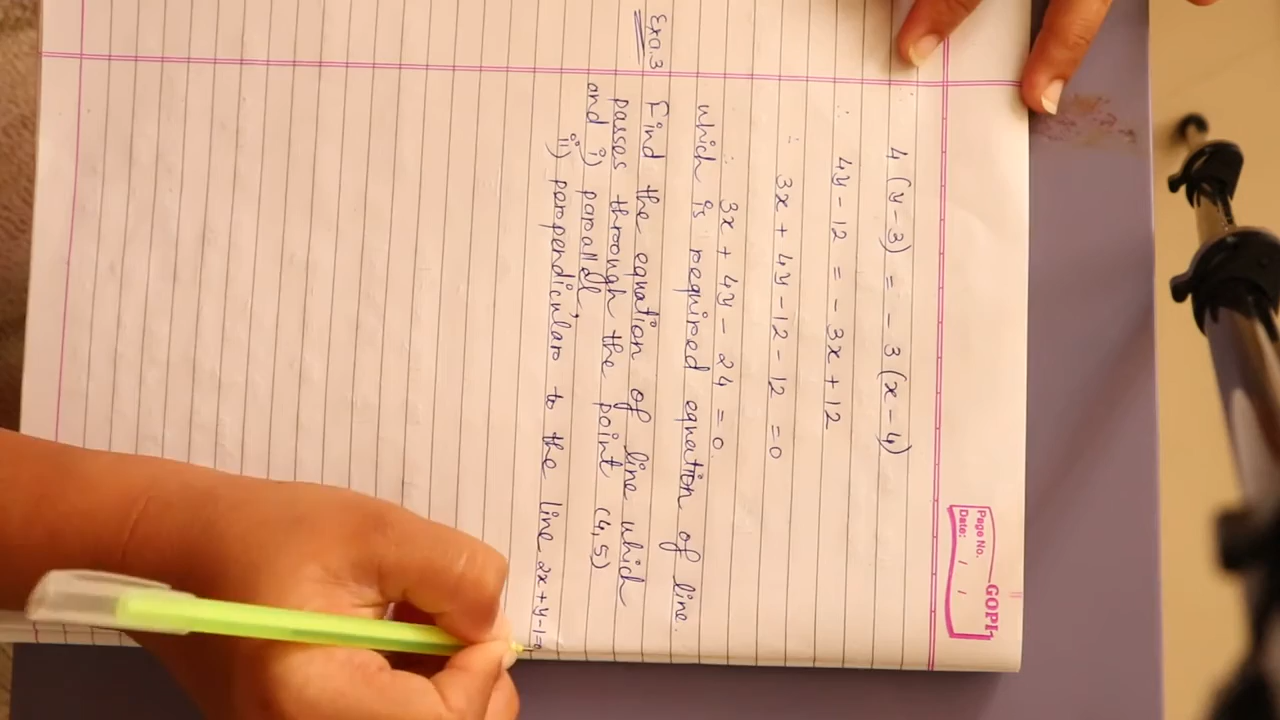 GOPI
Page No.
Date: / /
4(y-3) = -3(x-4)
∴ 4y-12 = -3x+12
∴ 3x+4y-12-12=0
∴ 3x+4y-24=0.
which is required equation of line.
Exa.3 Find the equation of line which
passes through the point (4,5)
and i) parallel,
ii) perpendicular to the line 2x+y-1=0